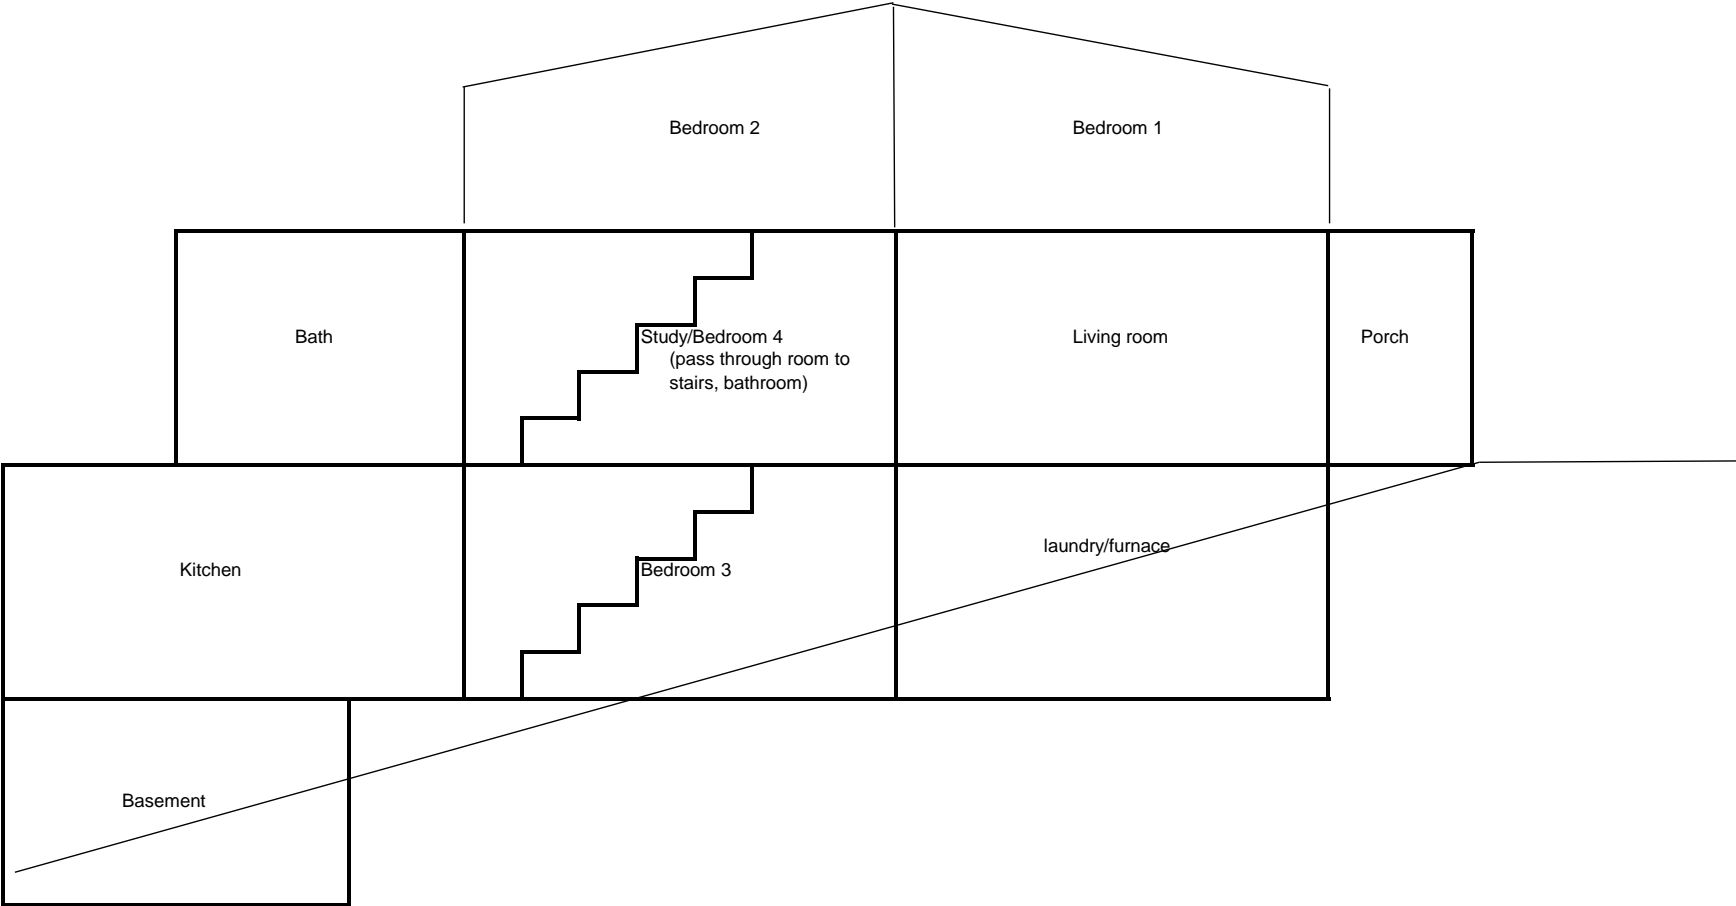 Bedroom 2
Bedroom 1
Bath
Study/Bedroom 4
(pass through room to
stairs, bathroom)
Living room
Porch
Kitchen
Bedroom 3
laundry/furnace
Basement